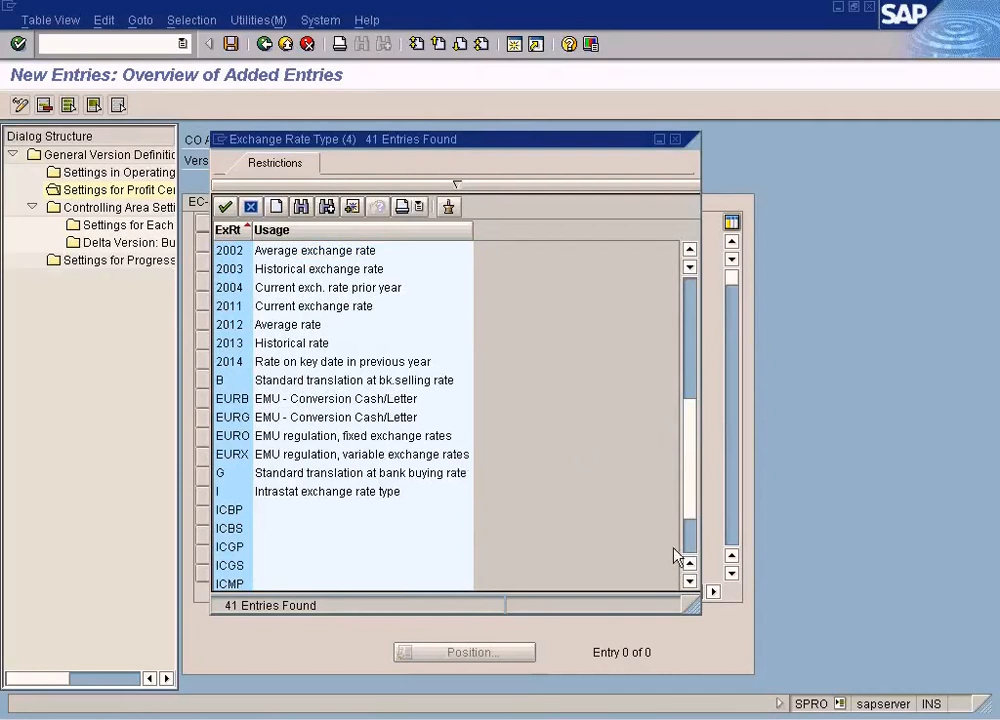 Table View Edit Goto Selection Utilities(M) System Help
SAP
New Entries: Overview of Added Entries
Dialog Structure
General Version Definitic
Settings in Operating
Settings for Profit Cer
Controlling Area Setti
Settings for Each
Delta Version: Bu
Settings for Progress
CO A
Vers
EC-
Exchange Rate Type (4) 41 Entries Found
Restrictions
ExRt Usage
2002 Average exchange rate
2003 Historical exchange rate
2004 Current exch. rate prior year
2011 Current exchange rate
2012 Average rate
2013 Historical rate
2014 Rate on key date in previous year
B Standard translation at bk.selling rate
EURB EMU - Conversion Cash/Letter
EURG EMU - Conversion Cash/Letter
EURO EMU regulation, fixed exchange rates
EURX EMU regulation, variable exchange rates
G Standard translation at bank buying rate
I Intrastat exchange rate type
ICBP
ICBS
ICGP
ICGS
ICMP
41 Entries Found
Position... Entry 0 of 0
SPRO sapserver INS